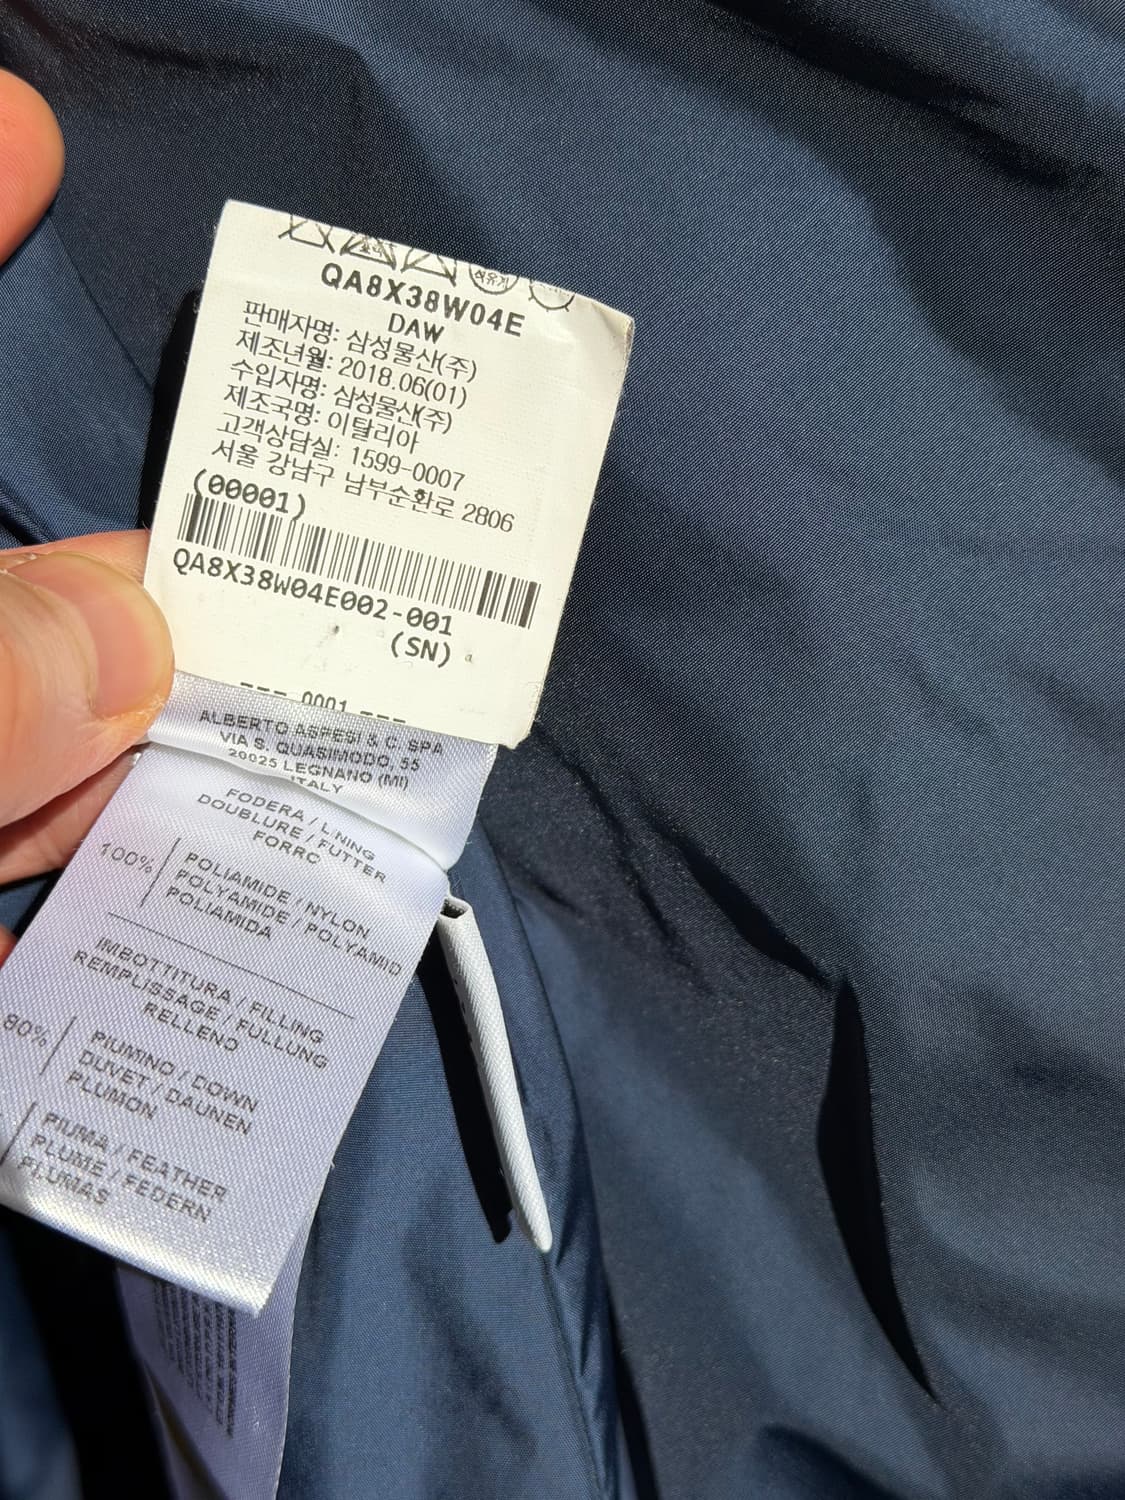 QA8X38W04E
DAW
판매자명: 삼성물산(주)
제조년월: 2018.06(01)
수입자명: 삼성물산(주)
제조국명: 이탈리아
고객상담실: 1599-0007
서울 강남구 남부순환로 2806
(00001)
QA8X38W04E002-001
(SN)
--- 0001 ---
ALBERTO ASPESI & C. SPA
VIA S. QUASIMODO, 55
20025 LEGNANO (MI)
ITALY
FODERA / LINING
DOUBLURE / FUTTER
FORRO
100% POLIAMIDE / NYLON
POLYAMIDE / POLYAMID
POLIAMIDA
IMBOTTITURA / FILLING
REMPLISSAGE / FÜLLUNG
RELLENO
80% PIUMINO / DOWN
DUVET / DAUNEN
PLUMON
PIUMA / FEATHER
PLUME / FEDERN
PLUMAS